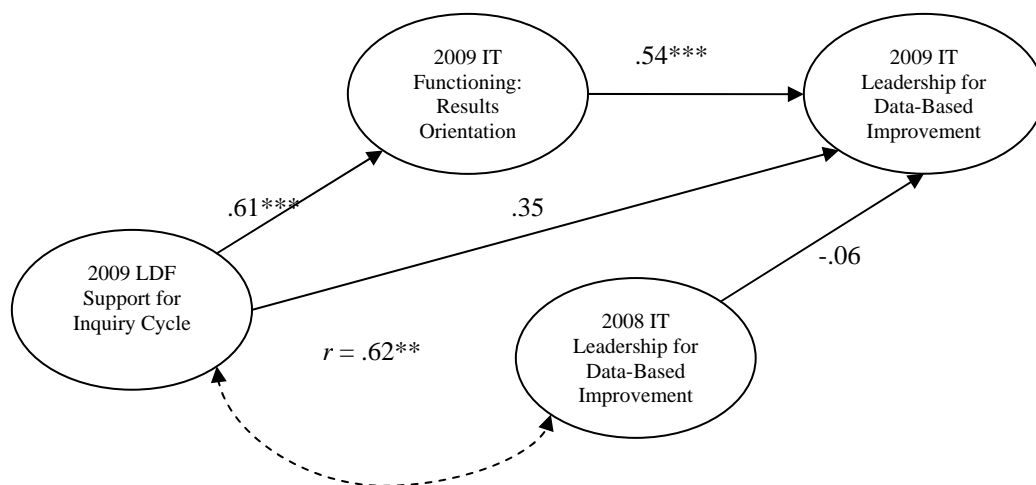 2009 IT
Functioning:
Results
Orientation
.54***
2009 IT
Leadership for
Data-Based
Improvement
.61***
.35
-.06
2009 LDF
Support for
Inquiry Cycle
r = .62**
2008 IT
Leadership for
Data-Based
Improvement